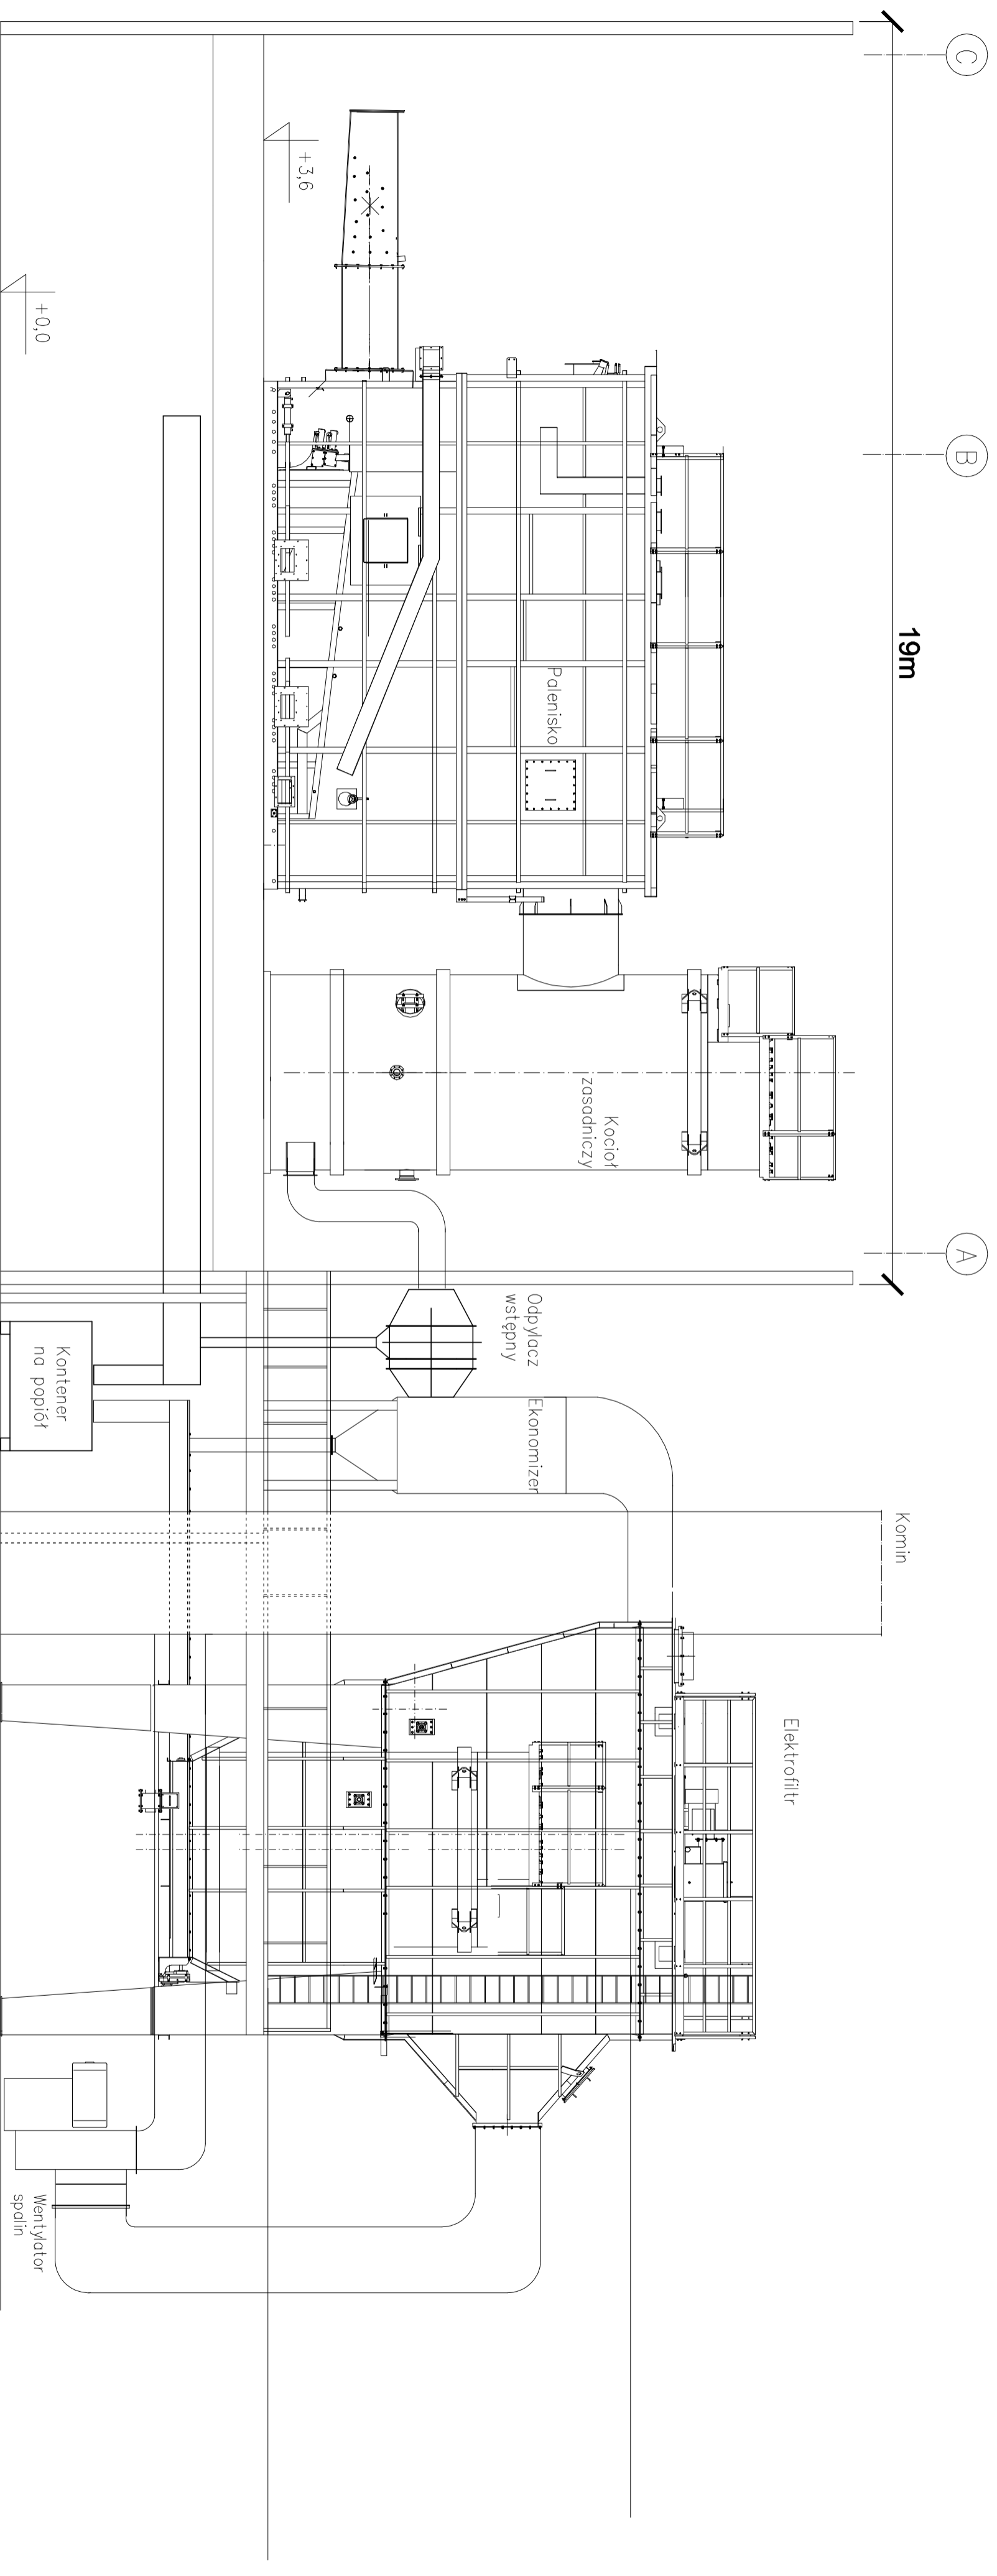 C
B
A
19m
+3,6
+0,0
Palenisko
Kocioł
zasadniczy
Odpylacz
wstępny
Ekonomizer
Kontener
na popiół
Komin
Elektrofiltr
Wentylator
spalin